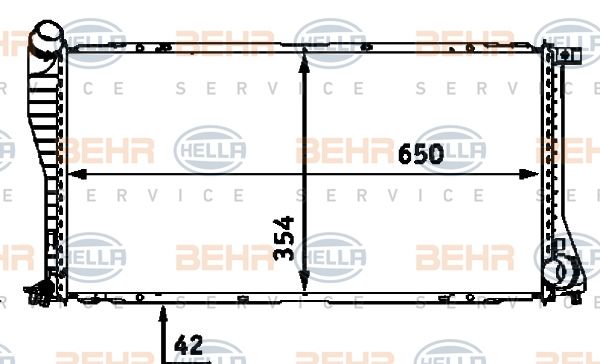 BEHR HELLA BEHR HELLA BEHR
SERVICE SERVICE SERVICE
650
BEHR HELLA BEHR HELLA BEHR
SERVICE SERVICE SERVICE
354
HELLA BEHR HELLA BEHR HELLA
SERVICE SERVICE
42
BEHR HELLA BEHR HELLA BEHR